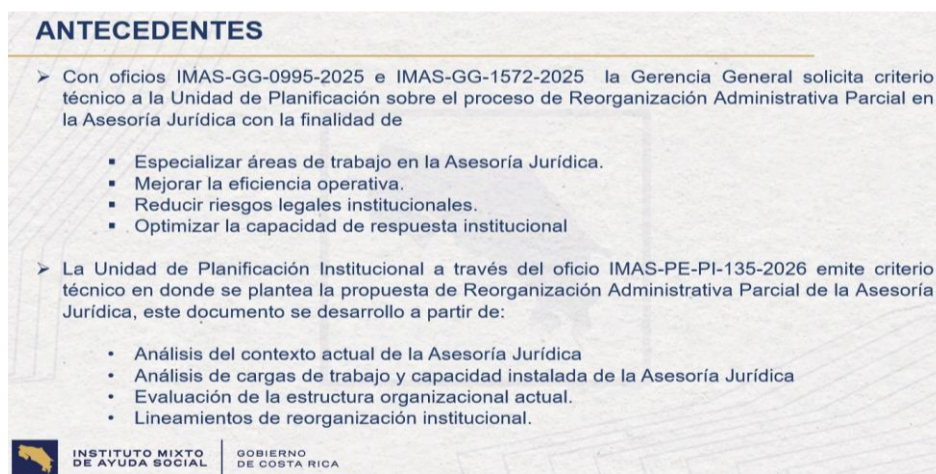 ANTECEDENTES
➤ Con oficios IMAS-GG-0995-2025 e IMAS-GG-1572-2025 la Gerencia General solicita criterio
técnico a la Unidad de Planificación sobre el proceso de Reorganización Administrativa Parcial en
la Asesoría Jurídica con la finalidad de
▪ Especializar áreas de trabajo en la Asesoría Jurídica.
▪ Mejorar la eficiencia operativa.
▪ Reducir riesgos legales institucionales.
▪ Optimizar la capacidad de respuesta institucional
➤ La Unidad de Planificación Institucional a través del oficio IMAS-PE-PI-135-2026 emite criterio
técnico en donde se plantea la propuesta de Reorganización Administrativa Parcial de la Asesoría
Jurídica, este documento se desarrollo a partir de:
• Análisis del contexto actual de la Asesoría Jurídica
• Análisis de cargas de trabajo y capacidad instalada de la Asesoría Jurídica
• Evaluación de la estructura organizacional actual.
• Lineamientos de reorganización institucional.
INSTITUTO MIXTO
DE AYUDA SOCIAL
GOBIERNO
DE COSTA RICA